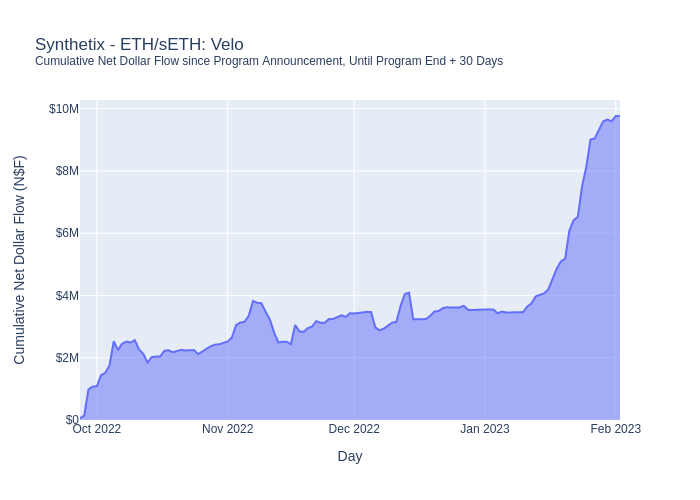 Synthetix - ETH/sETH: Velo
Cumulative Net Dollar Flow since Program Announcement, Until Program End + 30 Days
Cumulative Net Dollar Flow (N$F)
$10M
$8M
$6M
$4M
$2M
$0
Oct 2022 Nov 2022 Dec 2022 Jan 2023 Feb 2023
Day